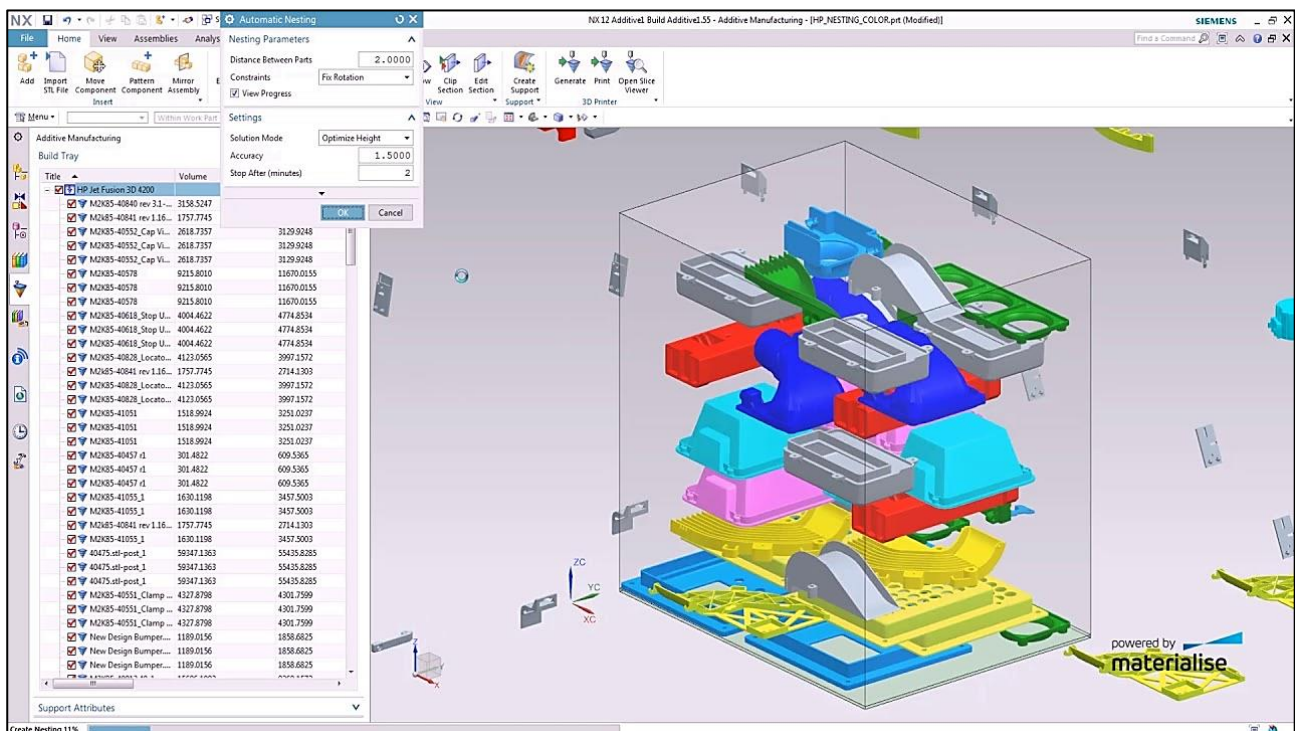 NX
Automatic Nesting
NX 12 Additive1 Build Additive1.55 - Additive Manufacturing - [HP_NESTING_COLOR.prt (Modified)]
SIEMENS
File Home View Assemblies Analys
Find a Command
Nesting Parameters
Distance Between Parts 2.0000
Constraints Fix Rotation
View Progress
Add
Import STL File
Move Component
Pattern Component
Mirror Assembly
Insert
Clip Section
Edit Section
View
Create Support
Support
Generate
Print
Open Slice Viewer
3D Printer
Menu
Within Work Part
Settings
Solution Mode Optimize Height
Accuracy 1.5000
Stop After (minutes) 2
OK Cancel
Additive Manufacturing
Build Tray
Title Volume
HP Jet Fusion 3D 4200
M2K85-40840 rev 3.1-... 3158.5247
M2k85-40841 rev 1.16... 1757.7745
M2K85-40552_Cap Vi... 2618.7357 3129.9248
M2K85-40552_Cap Vi... 2618.7357 3129.9248
M2K85-40552_Cap Vi... 2618.7357 3129.9248
M2K85-40578 9215.8010 11670.0155
M2K85-40578 9215.8010 11670.0155
M2K85-40578 9215.8010 11670.0155
M2K85-40618_Stop U... 4004.4622 4774.8534
M2K85-40618_Stop U... 4004.4622 4774.8534
M2K85-40618_Stop U... 4004.4622 4774.8534
M2K85-40828_Locato... 4123.0565 3997.1572
M2k85-40841 rev 1.16... 1757.7745 2714.1303
M2K85-40828_Locato... 4123.0565 3997.1572
M2K85-40828_Locato... 4123.0565 3997.1572
M2K85-41051 1518.9924 3251.0237
M2K85-41051 1518.9924 3251.0237
M2K85-41051 1518.9924 3251.0237
M2K85-40457 r1 301.4822 609.5365
M2K85-40457 r1 301.4822 609.5365
M2K85-40457 r1 301.4822 609.5365
M2K85-41055_1 1630.1198 3457.5003
M2K85-41055_1 1630.1198 3457.5003
M2k85-40841 rev 1.16... 1757.7745 2714.1303
M2K85-41055_1 1630.1198 3457.5003
40475.stl-post_1 59347.1363 55435.8285
40475.stl-post_1 59347.1363 55435.8285
40475.stl-post_1 59347.1363 55435.8285
M2K85-40551_Clamp ... 4327.8798 4301.7599
M2K85-40551_Clamp ... 4327.8798 4301.7599
M2K85-40551_Clamp ... 4327.8798 4301.7599
New Design Bumper.... 1189.0156 1858.6825
New Design Bumper.... 1189.0156 1858.6825
New Design Bumper.... 1189.0156 1858.6825
ZC
YC
XC
Z
Y
X
powered by
materialise
Support Attributes
Create Nesting 11%